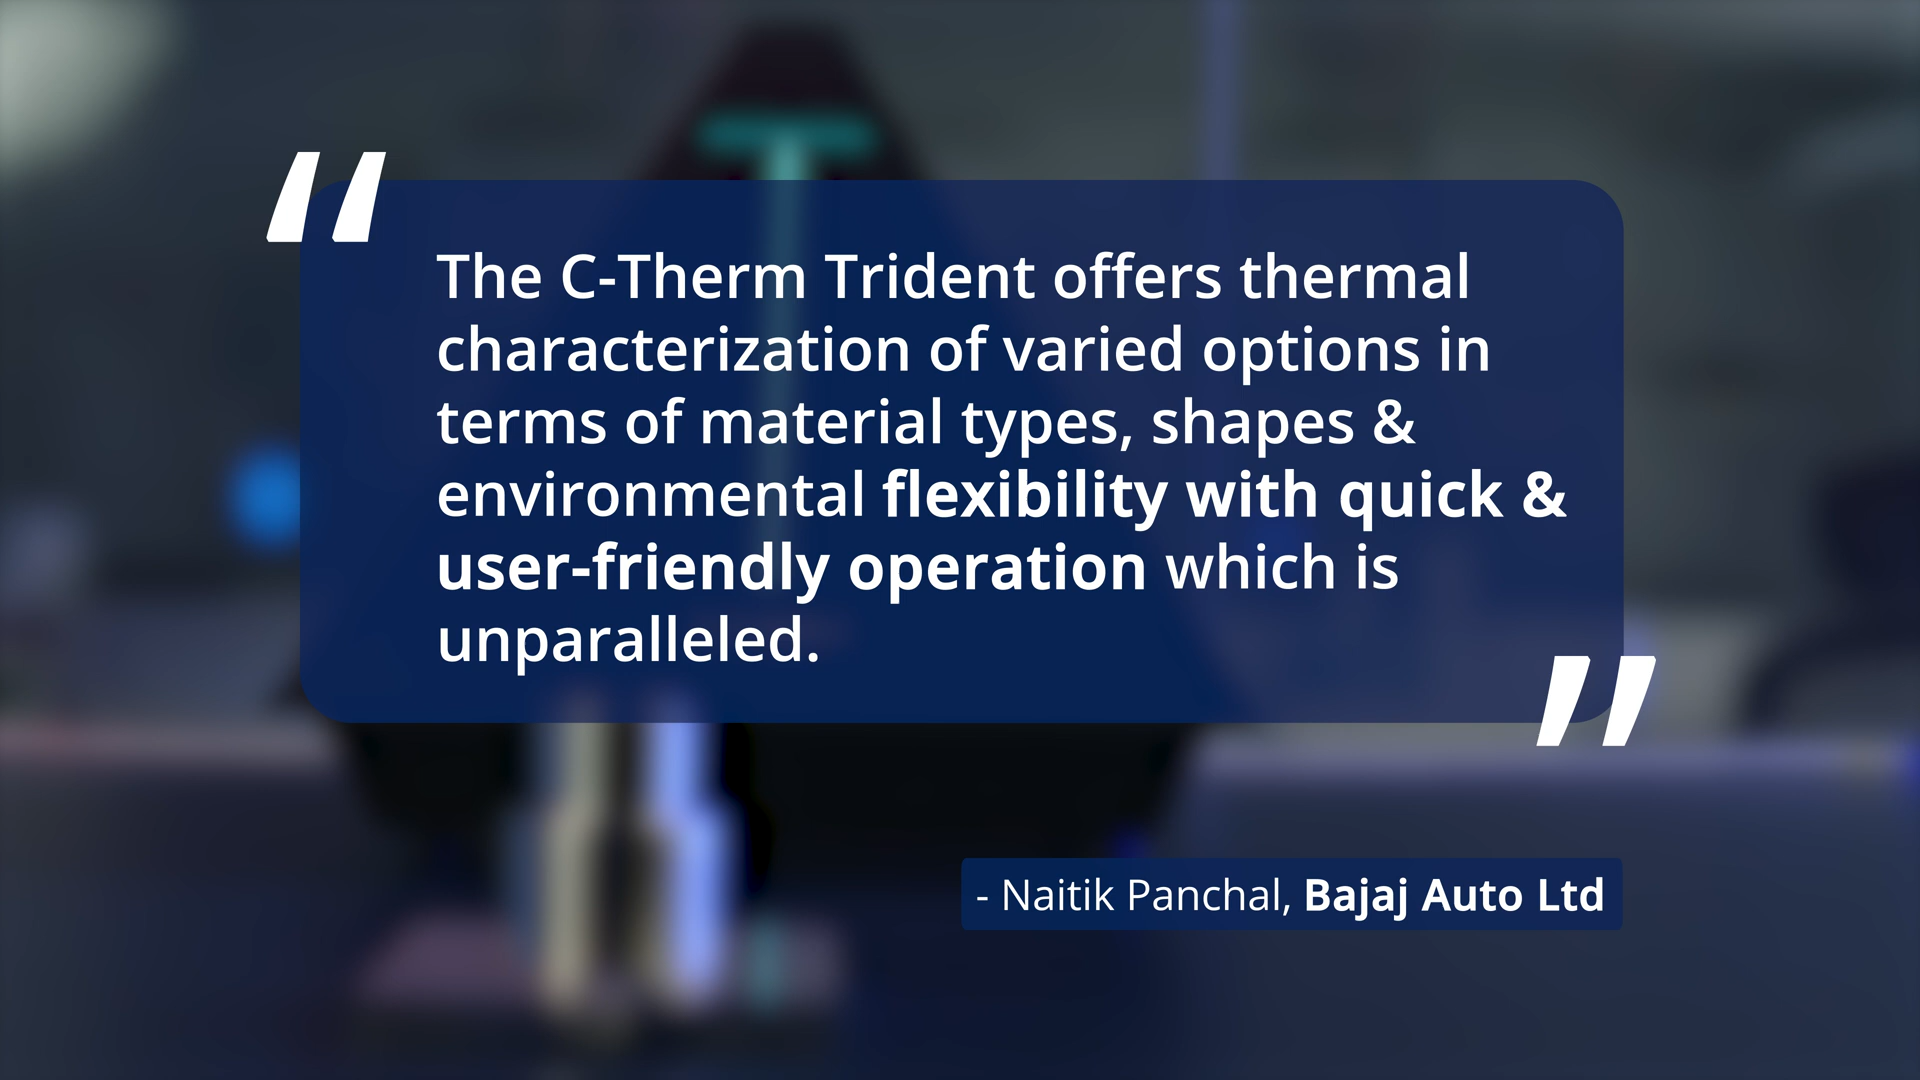 “
The C-Therm Trident offers thermal
characterization of varied options in
terms of material types, shapes &
environmental flexibility with quick &
user-friendly operation which is
unparalleled.
”
- Naitik Panchal, Bajaj Auto Ltd